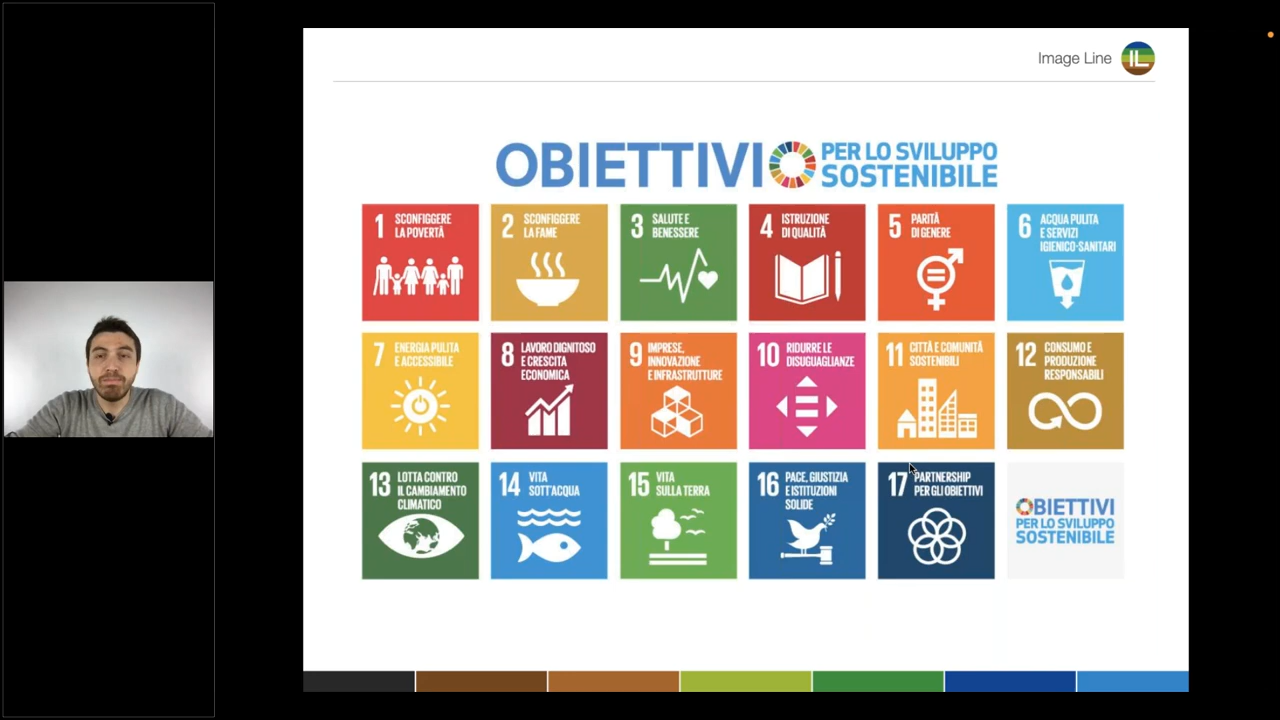 Image Line
IL
OBIETTIVI PER LO SVILUPPO
SOSTENIBILE
1 SCONFIGGERE
LA POVERTÀ
2 SCONFIGGERE
LA FAME
3 SALUTE E
BENESSERE
4 ISTRUZIONE
DI QUALITÀ
5 PARITÀ
DI GENERE
6 ACQUA PULITA
E SERVIZI
IGIENICO-SANITARI
7 ENERGIA PULITA
E ACCESSIBILE
8 LAVORO DIGNITOSO
E CRESCITA
ECONOMICA
9 IMPRESE,
INNOVAZIONE
E INFRASTRUTTURE
10 RIDURRE LE
DISUGUAGLIANZE
11 CITTÀ E COMUNITÀ
SOSTENIBILI
12 CONSUMO E
PRODUZIONE
RESPONSABILI
13 LOTTA CONTRO
IL CAMBIAMENTO
CLIMATICO
14 VITA
SOTT'ACQUA
15 VITA
SULLA TERRA
16 PACE, GIUSTIZIA
E ISTITUZIONI
SOLIDE
17 PARTNERSHIP
PER GLI OBIETTIVI
OBIETTIVI
PER LO SVILUPPO
SOSTENIBILE